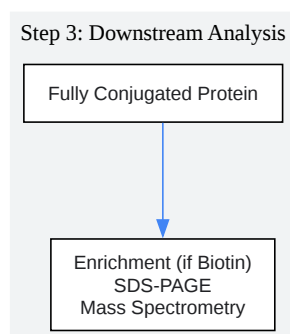 Step 3: Downstream Analysis
Fully Conjugated Protein
Enrichment (if Biotin)
SDS-PAGE
Mass Spectrometry